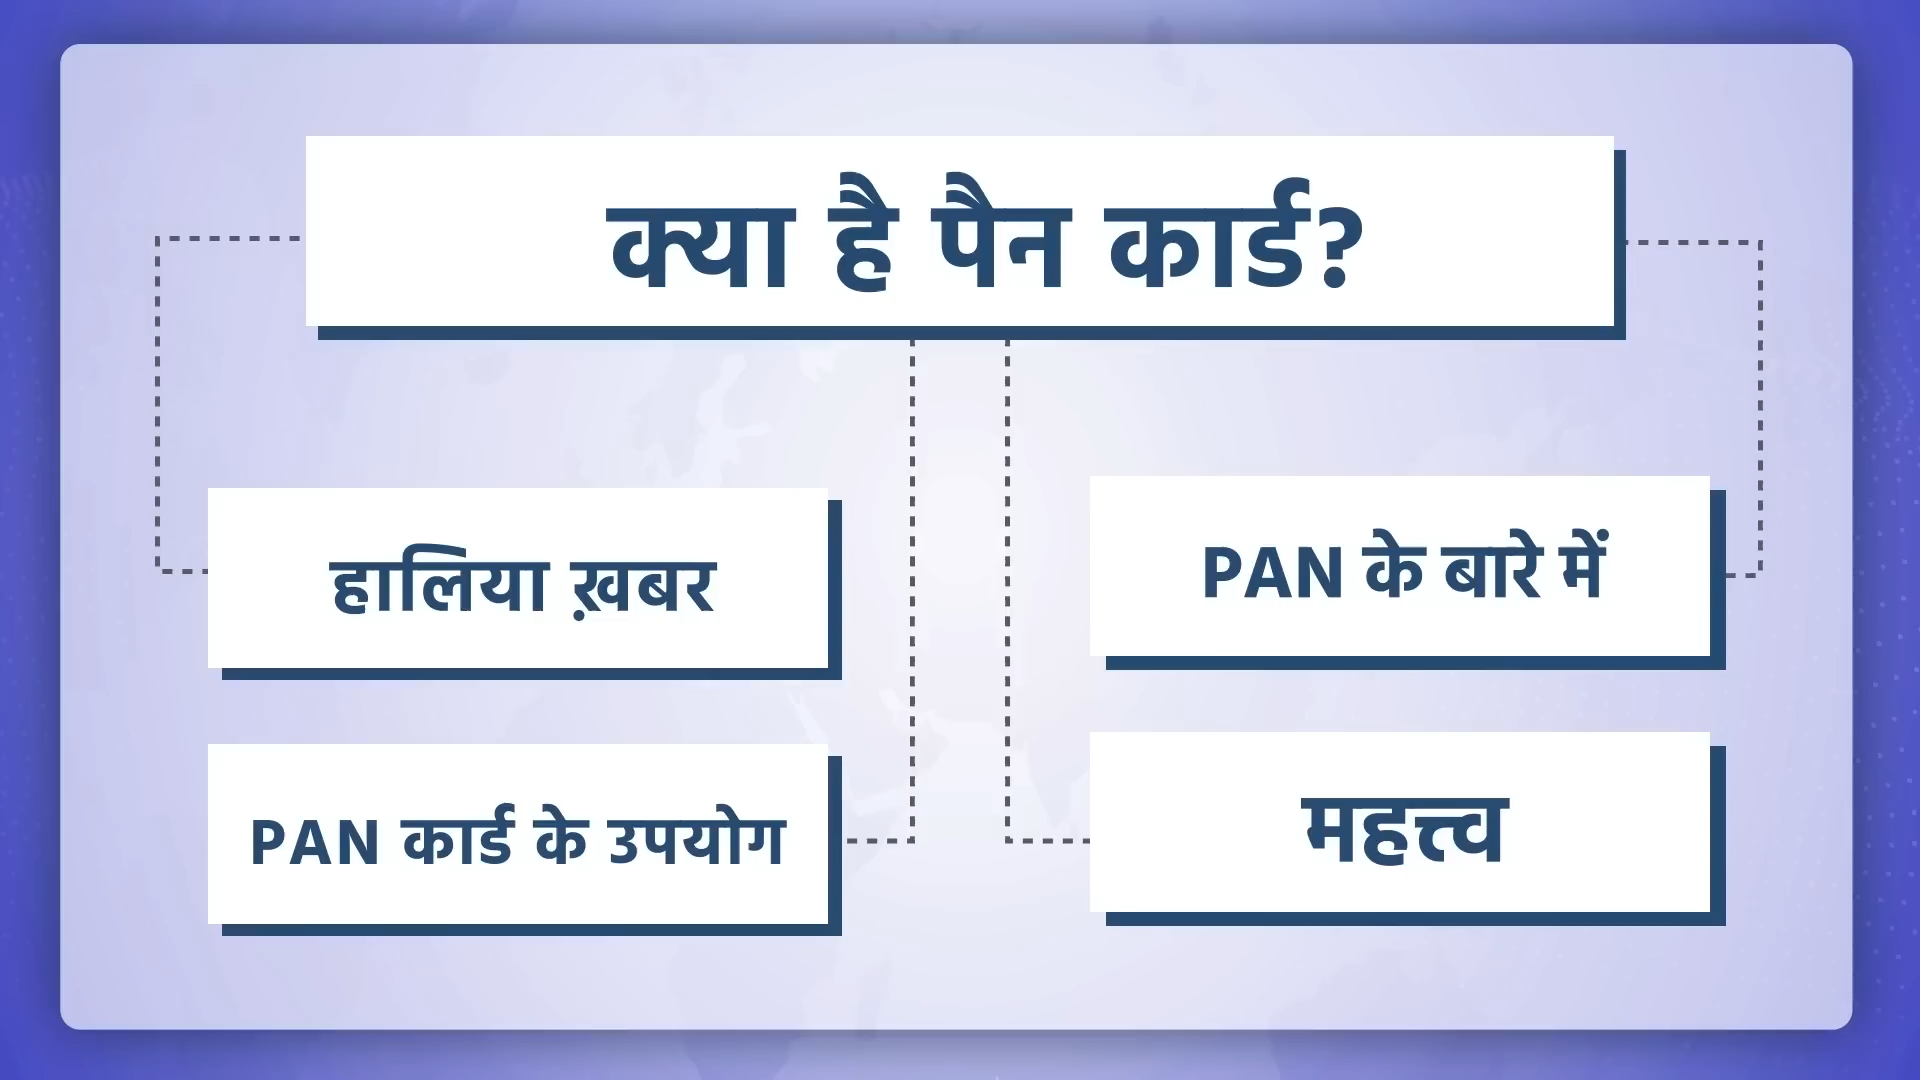 क्या है पैन कार्ड?
हालिया ख़बर
PAN के बारे में
PAN कार्ड के उपयोग
महत्त्व